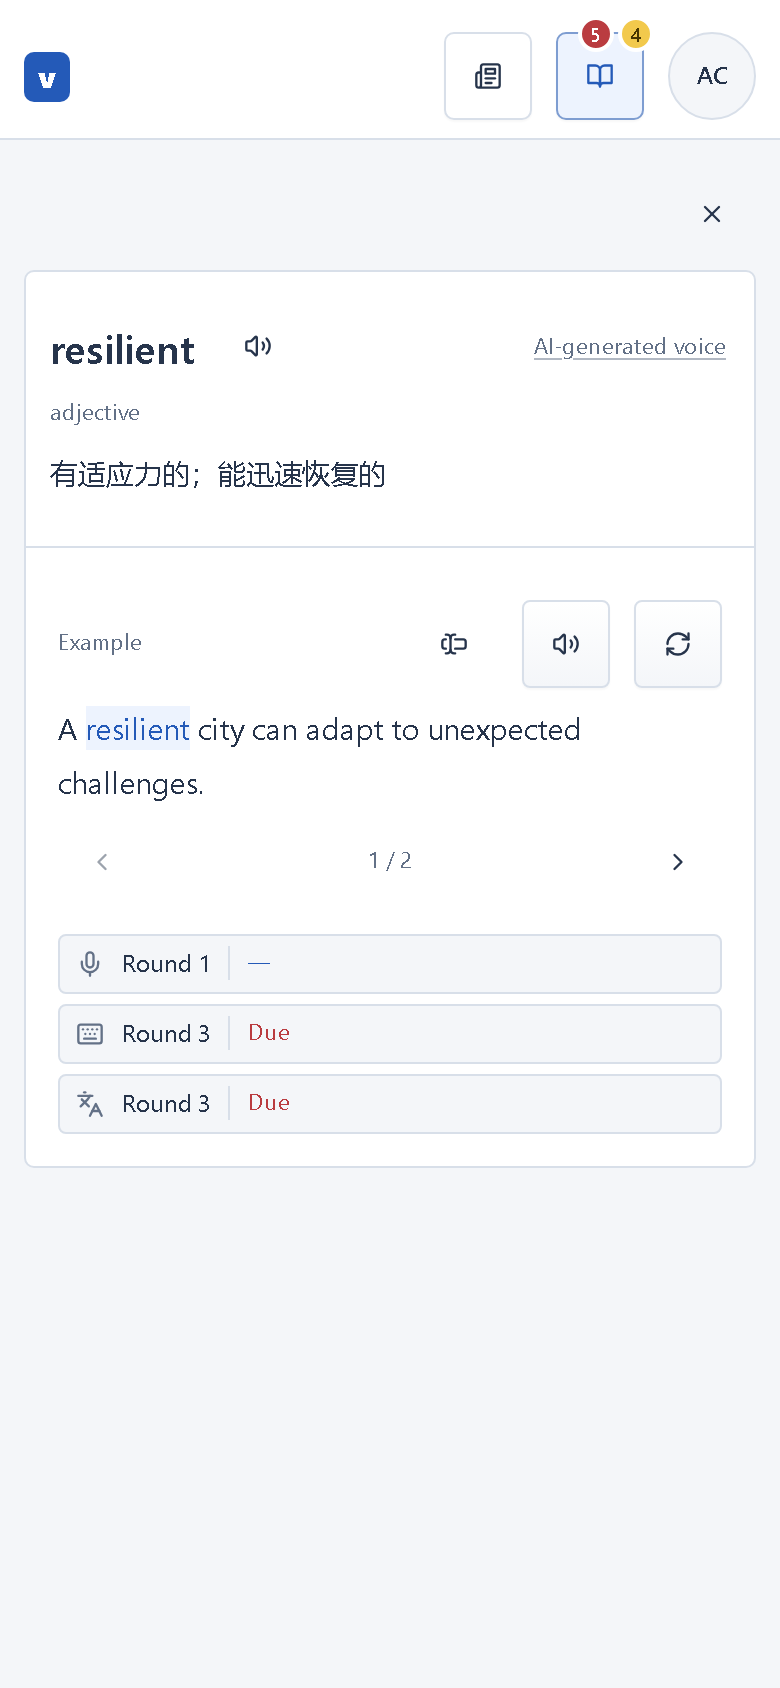 v
5
4
AC
resilient
AI-generated voice
adjective
有适应力的；能迅速恢复的
Example
A resilient city can adapt to unexpected
challenges.
1 / 2
Round 1 —
Round 3 Due
Round 3 Due